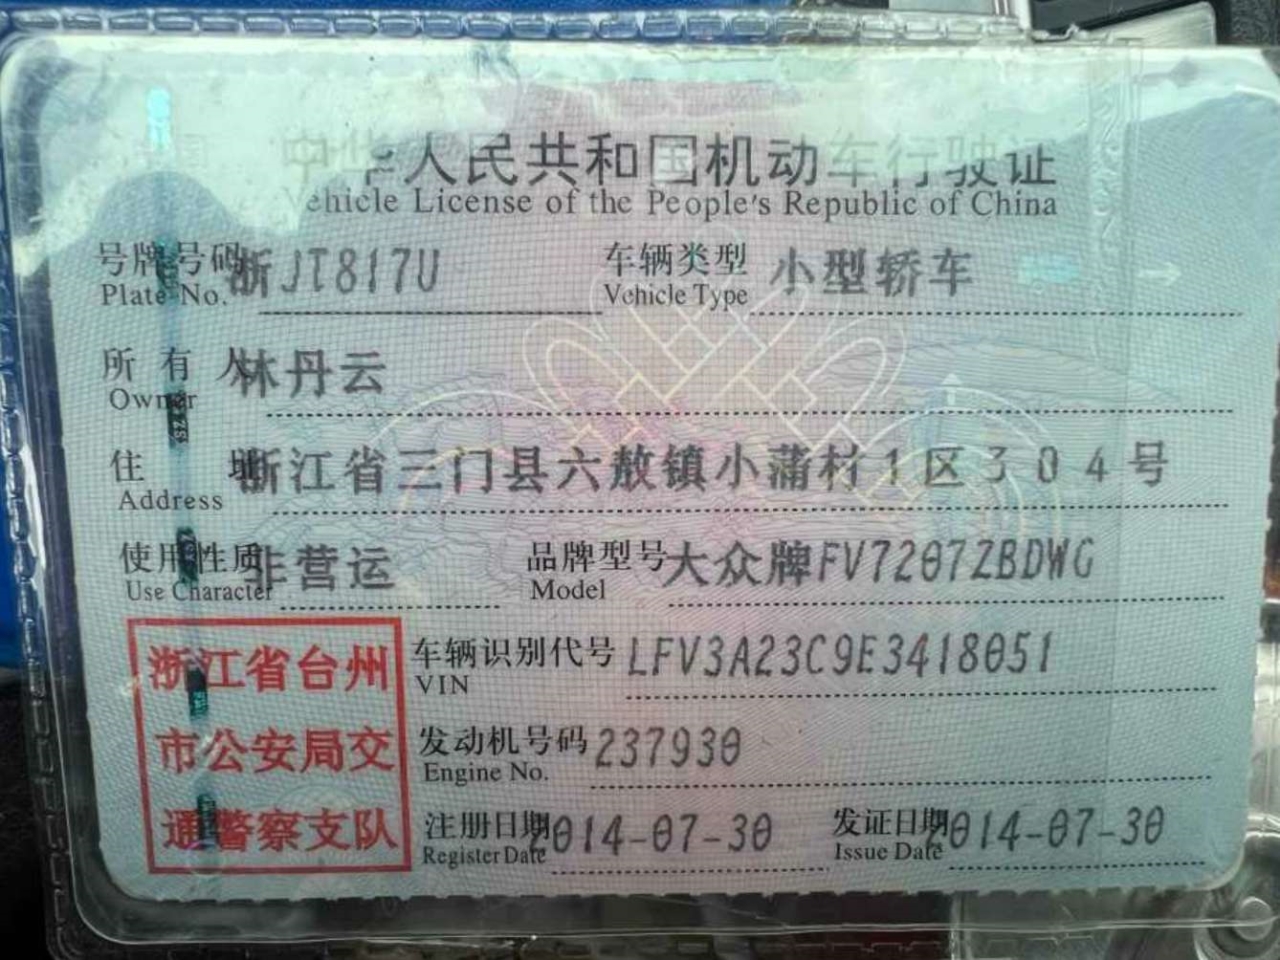 中华人民共和国机动车行驶证
Vehicle License of the People's Republic of China
号牌号码 浙JT817U 车辆类型 小型轿车
Plate No. Vehicle Type
所有人 林丹云
Owner
住址 浙江省三门县六敖镇小蒲村1区304号
Address
使用性质 非营运 品牌型号 大众牌FV7207ZBDWG
Use Character Model
浙江省台州
市公安局交
通警察支队
车辆识别代号 LFV3A23C9E3418051
VIN
发动机号码 237930
Engine No.
注册日期 2014-07-30 发证日期 2014-07-30
Register Date Issue Date